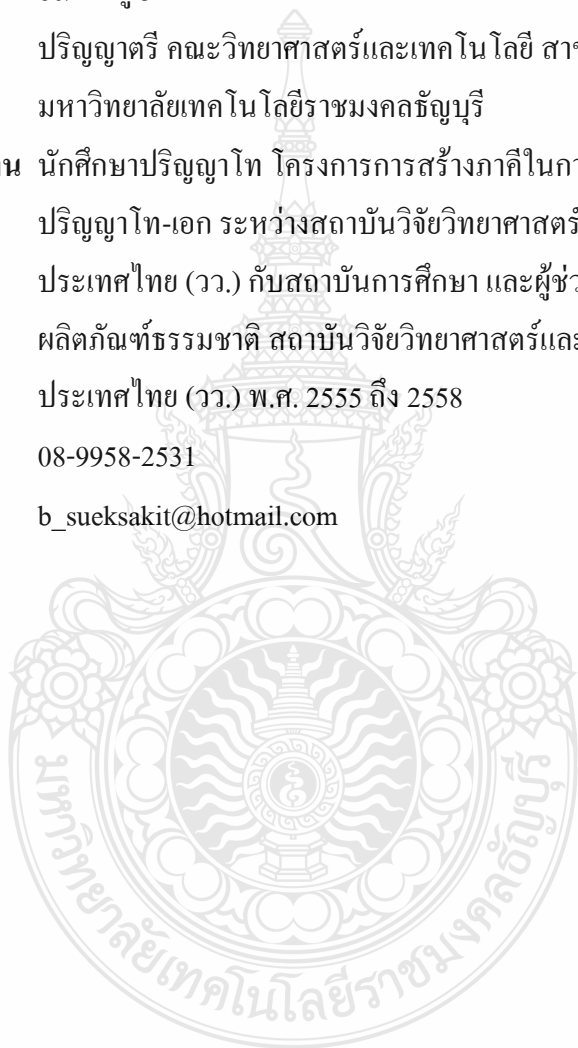 ปริญญาตรี คณะวิทยาศาสตร์และเทคโนโลยี
มหาวิทยาลัยเทคโนโลยีราชมงคลธัญบุรี
นักศึกษาปริญญาโท โครงการการสร้างภาคีในกา
ปริญญาโท-เอก ระหว่างสถาบันวิจัยวิทยาศาสตร์
ประเทศไทย (วว.) กับสถาบันการศึกษา และผู้ช่ว
ผลิตภัณฑ์ธรรมชาติ สถาบันวิจัยวิทยาศาสตร์และ
ประเทศไทย (วว.) พ.ศ. 2555 ถึง 2558
08-9958-2531
b_sueksakit@hotmail.com
มหาวิทยาลัยเทคโนโลยีราชมงคลธัญบุรี